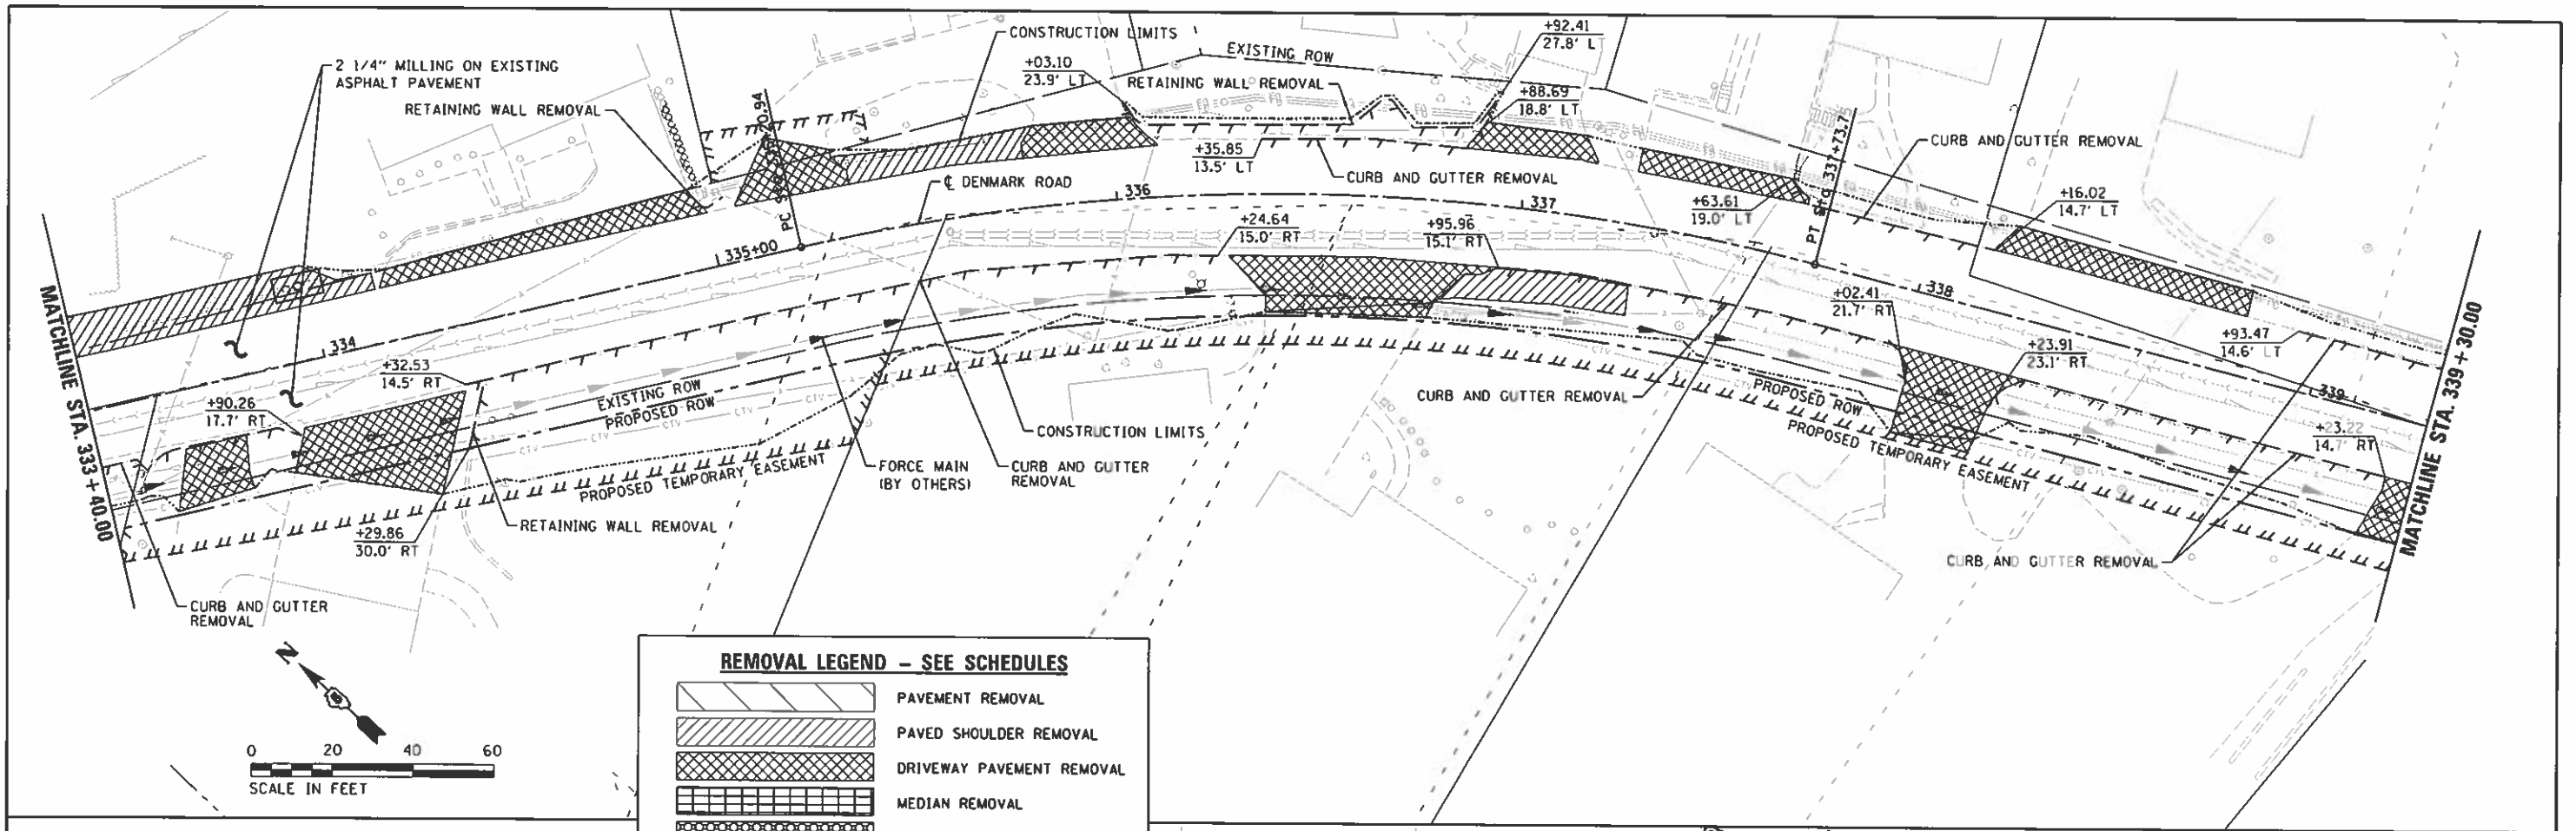 2 1/4" MILLING ON EXISTING
ASPHALT PAVEMENT
RETAINING WALL REMOVAL
CONSTRUCTION LIMITS
+03.10
23.9' LT
EXISTING ROW
RETAINING WALL REMOVAL
+92.41
27.8' LT
+88.69
18.8' LT
+35.85
13.5' LT
CURB AND GUTTER REMOVAL
℄ DENMARK ROAD
335+00
336
337
+63.61
19.0' LT
CURB AND GUTTER REMOVAL
+16.02
14.7' LT
+24.64
15.0' RT
+95.96
15.1' RT
+02.41
21.7' RT
338
+93.47
14.6' LT
+23.91
23.1' RT
339
+23.22
14.7' RT
MATCHLINE STA. 333+40.00
334
+32.53
14.5' RT
+90.26
17.7' RT
EXISTING ROW
PROPOSED ROW
CTV
PROPOSED TEMPORARY EASEMENT
+29.86
30.0' RT
RETAINING WALL REMOVAL
CURB AND GUTTER
REMOVAL
FORCE MAIN
(BY OTHERS)
CURB AND GUTTER
REMOVAL
CONSTRUCTION LIMITS
CURB AND GUTTER REMOVAL
PROPOSED ROW
PROPOSED TEMPORARY EASEMENT
CURB AND GUTTER REMOVAL
MATCHLINE STA. 339+30.00
N
0 20 40 60
SCALE IN FEET
REMOVAL LEGEND - SEE SCHEDULES
PAVEMENT REMOVAL
PAVED SHOULDER REMOVAL
DRIVEWAY PAVEMENT REMOVAL
MEDIAN REMOVAL